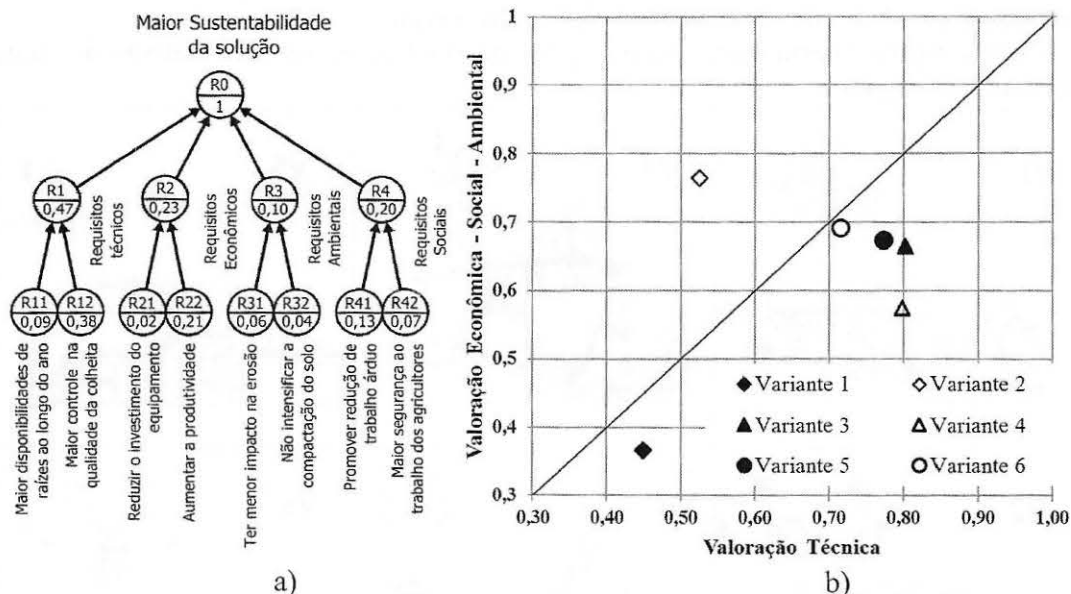 Maior Sustentabilidade
da solução
R0
1
R1
0,47
Requisitos
técnicos
R2
0,23
Requisitos
Econômicos
R3
0,10
Requisitos
Ambientais
R4
0,20
Requisitos
Sociais
R11
0,09
R12
0,38
R21
0,02
R22
0,21
R31
0,06
R32
0,04
R41
0,13
R42
0,07
Maior disponibilidades de
raízes ao longo do ano
Maior controle na
qualidade da colheita
Reduzir o investimento do
equipamento
Aumentar a produtividade
Ter menor impacto na erosão
Não intensificar a
compactação do solo
Promover redução de
trabalho árduo
Maior segurança ao
trabalho dos agricultores
a)
Valoração Econômica - Social - Ambiental
1
0,9
0,8
0,7
0,6
0,5
0,4
0,3
Variante 1
Variante 2
Variante 3
Variante 4
Variante 5
Variante 6
0,30 0,40 0,50 0,60 0,70 0,80 0,90 1,00
Valoração Técnica
b)